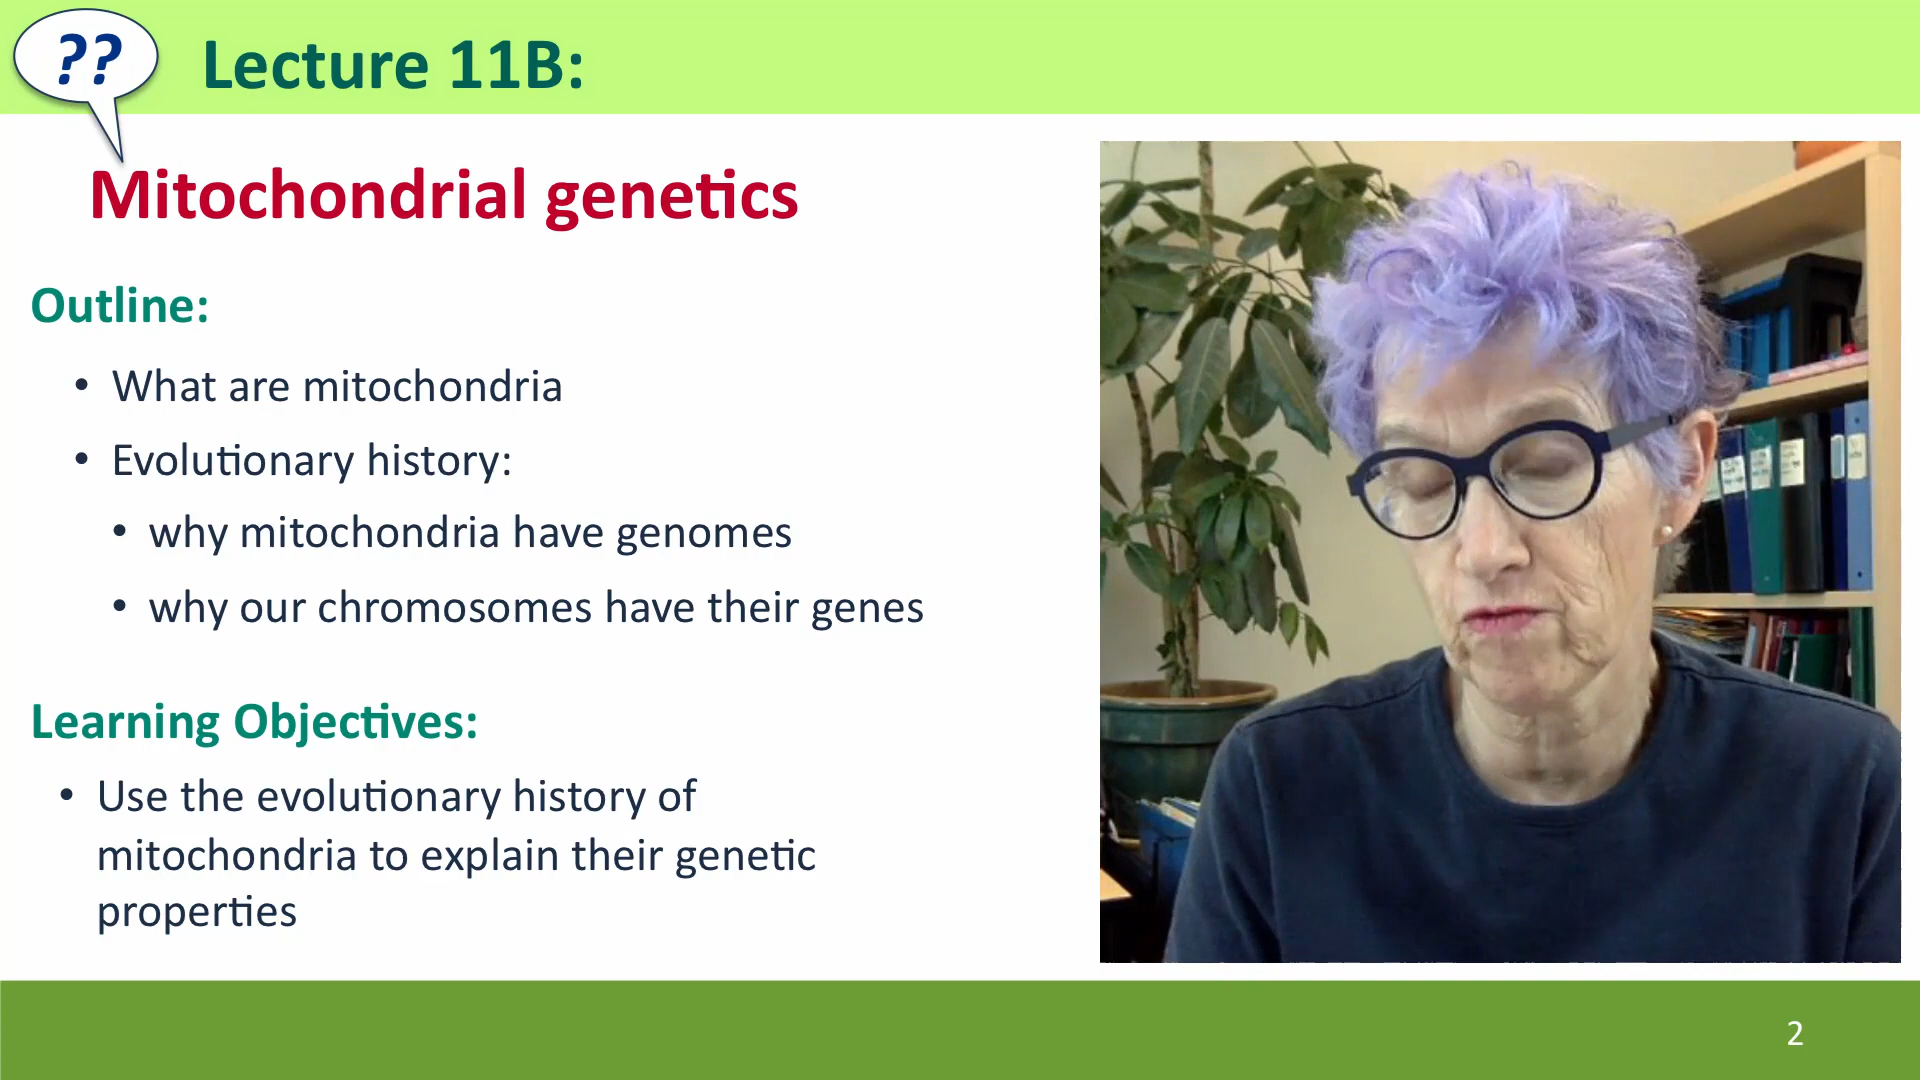 ??
Lecture 11B:
Mitochondrial genetics
Outline:
• What are mitochondria
• Evolutionary history:
• why mitochondria have genomes
• why our chromosomes have their genes
Learning Objectives:
• Use the evolutionary history of
mitochondria to explain their genetic
properties
2